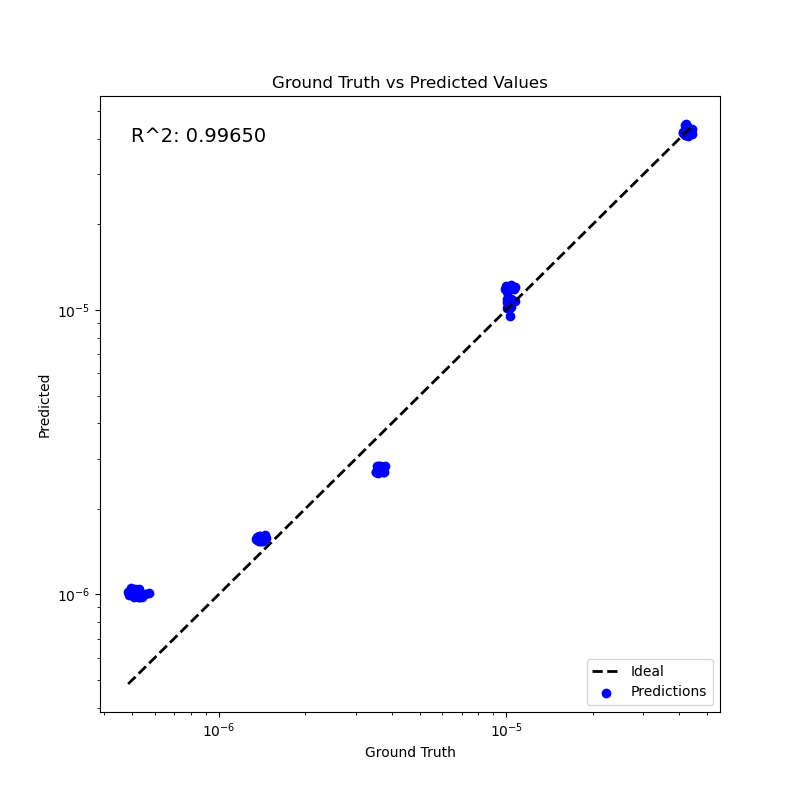 Ground Truth vs Predicted Values
R^2: 0.99650
Predicted
10⁻⁵
10⁻⁶
10⁻⁶ 10⁻⁵
Ground Truth
Ideal
Predictions